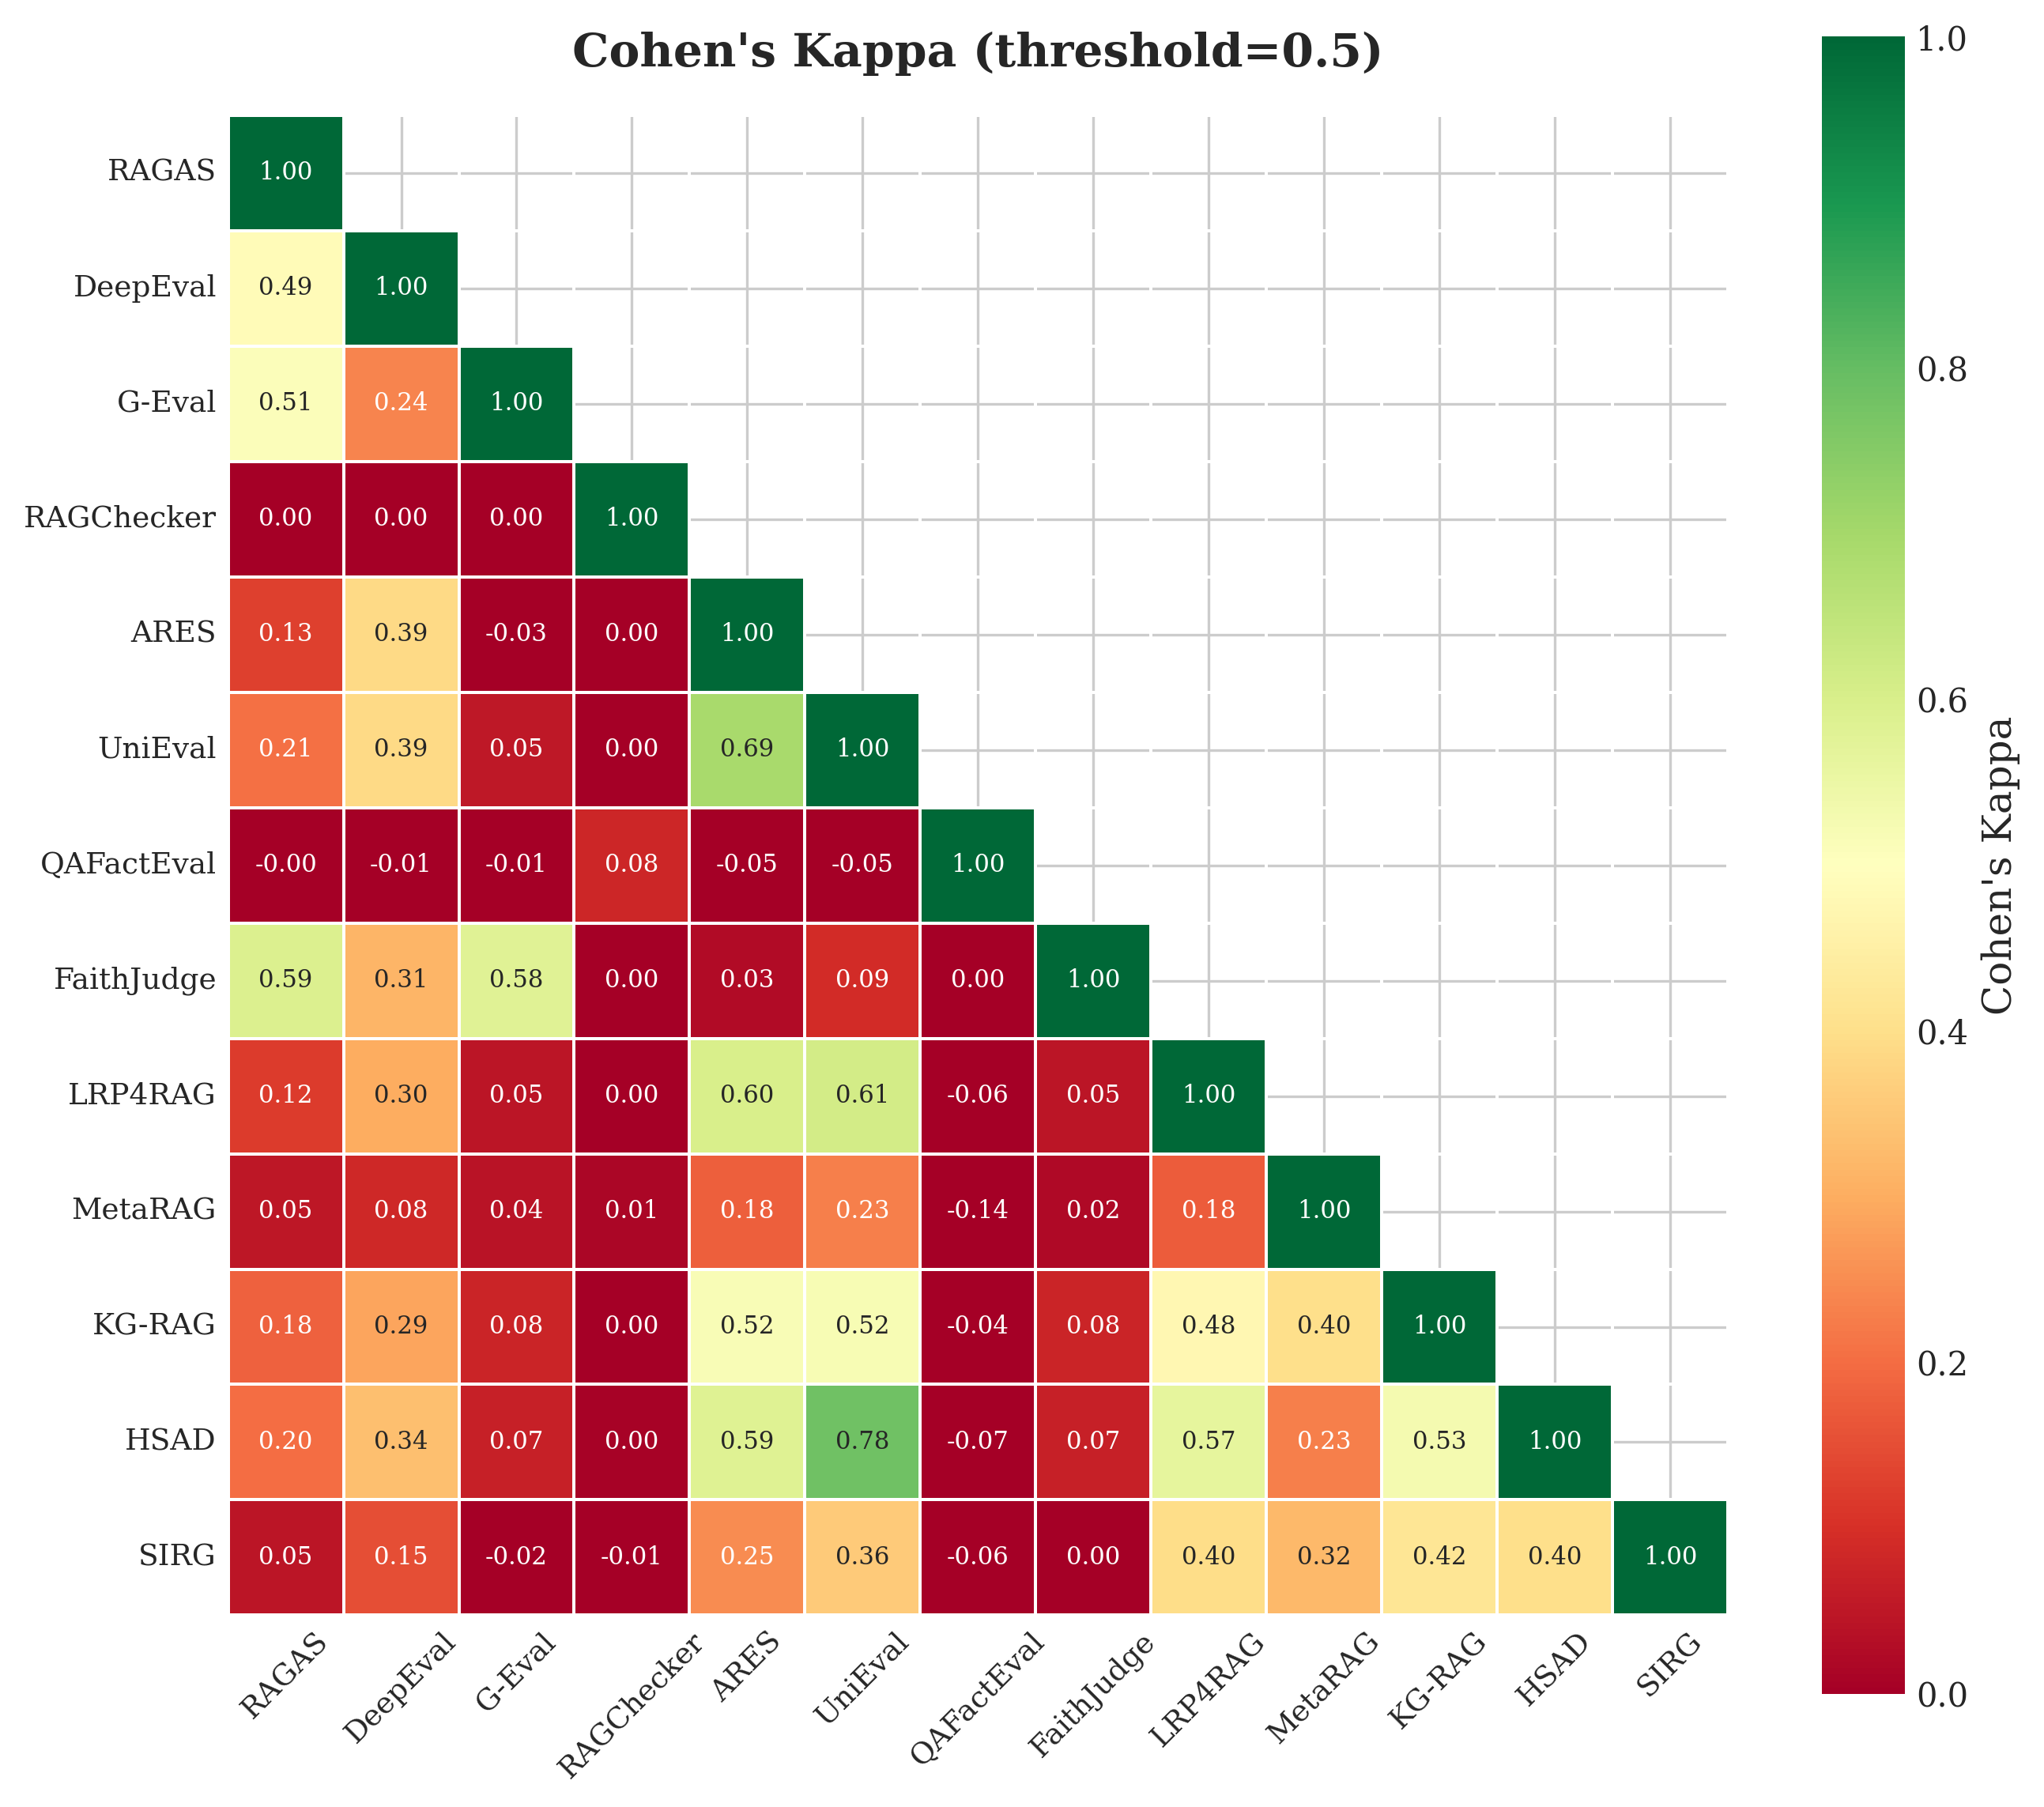 Cohen's Kappa (threshold=0.5)
RAGAS 1.00
DeepEval 0.49 1.00
G-Eval 0.51 0.24 1.00
RAGChecker 0.00 0.00 0.00 1.00
ARES 0.13 0.39 -0.03 0.00 1.00
UniEval 0.21 0.39 0.05 0.00 0.69 1.00
QAFactEval -0.00 -0.01 -0.01 0.08 -0.05 -0.05 1.00
FaithJudge 0.59 0.31 0.58 0.00 0.03 0.09 0.00 1.00
LRP4RAG 0.12 0.30 0.05 0.00 0.60 0.61 -0.06 0.05 1.00
MetaRAG 0.05 0.08 0.04 0.01 0.18 0.23 -0.14 0.02 0.18 1.00
KG-RAG 0.18 0.29 0.08 0.00 0.52 0.52 -0.04 0.08 0.48 0.40 1.00
HSAD 0.20 0.34 0.07 0.00 0.59 0.78 -0.07 0.07 0.57 0.23 0.53 1.00
SIRG 0.05 0.15 -0.02 -0.01 0.25 0.36 -0.06 0.00 0.40 0.32 0.42 0.40 1.00
RAGAS DeepEval G-Eval RAGChecker ARES UniEval QAFactEval FaithJudge LRP4RAG MetaRAG KG-RAG HSAD SIRG
1.0
0.8
0.6
0.4
0.2
0.0
Cohen's Kappa